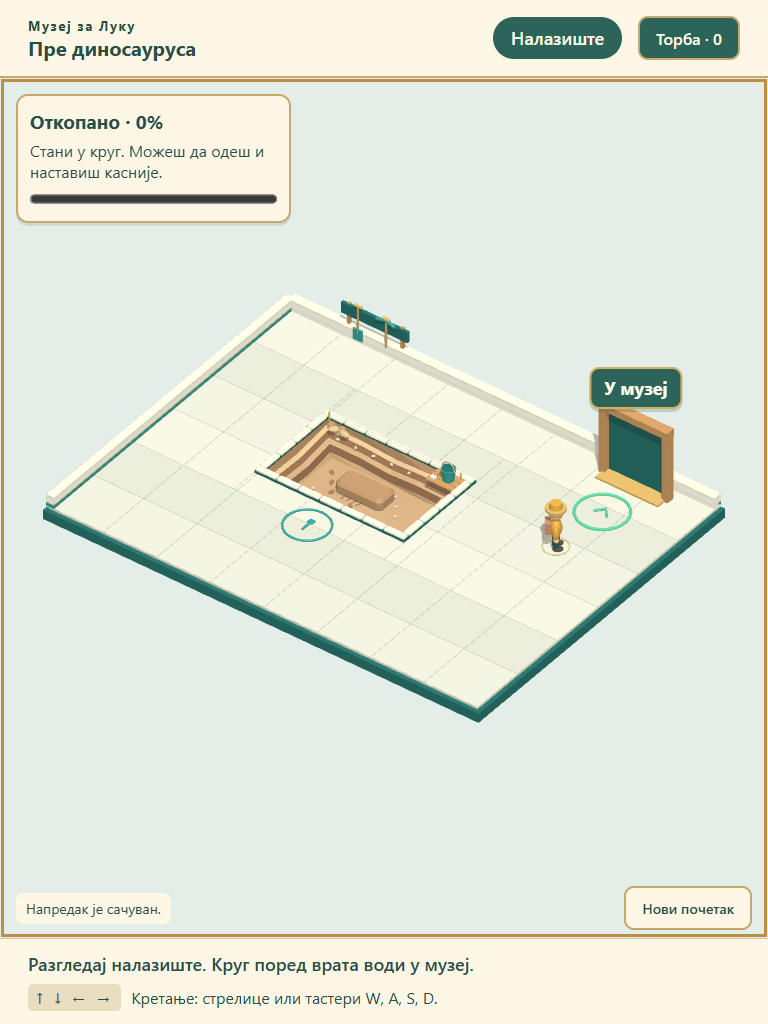 Музеј за Луку
Пре диносауруса
Налазиште
Торба · 0
Откопано · 0%
Стани у круг. Можеш да одеш и
наставиш касније.
У музеј
Напредак је сачуван.
Нови почетак
Разгледај налазиште. Круг поред врата води у музеј.
↑ ↓ ← → Кретање: стрелице или тастери W, A, S, D.